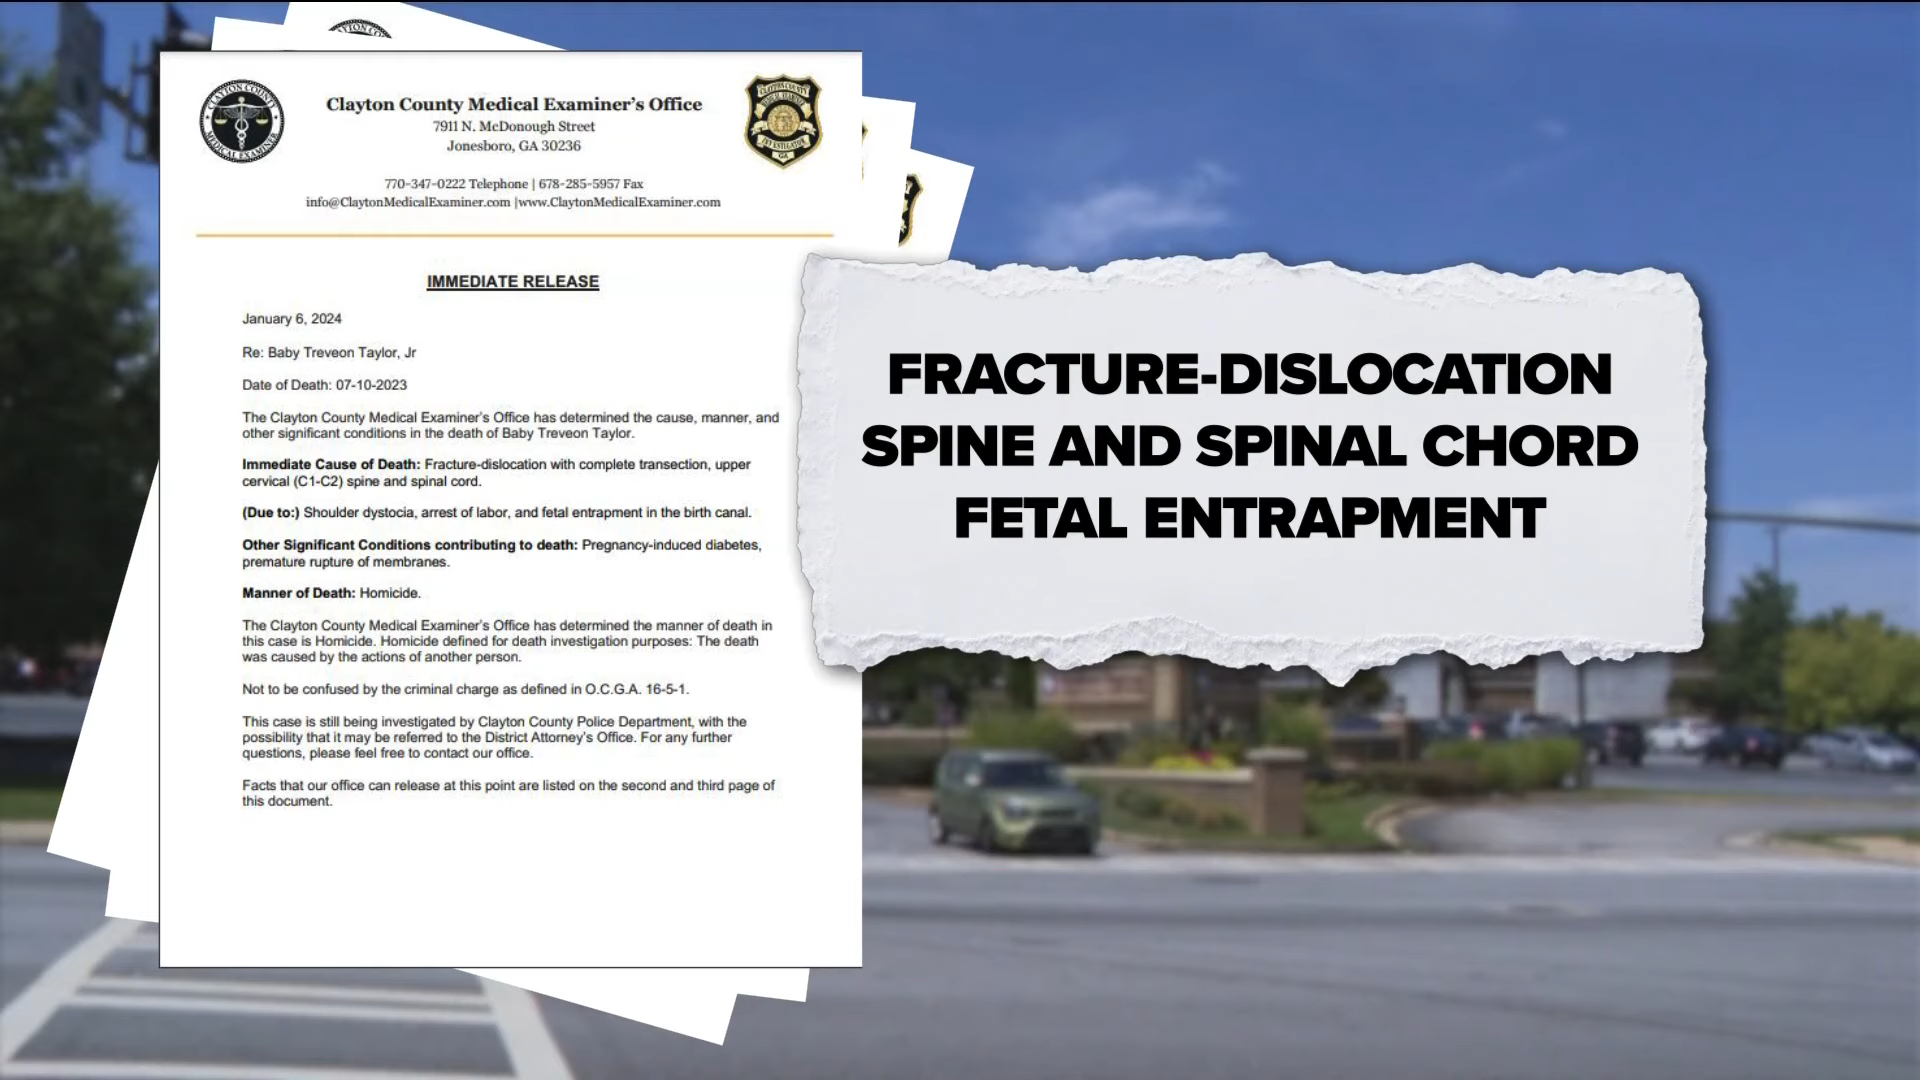 CLAYTON COUNTY
MEDICAL EXAMINER
Clayton County Medical Examiner's Office
7911 N. McDonough Street
Jonesboro, GA 30236
770-347-0222 Telephone | 678-285-5957 Fax
info@ClaytonMedicalExaminer.com |www.ClaytonMedicalExaminer.com
IMMEDIATE RELEASE
January 6, 2024
Re: Baby Treveon Taylor, Jr
Date of Death: 07-10-2023
The Clayton County Medical Examiner's Office has determined the cause, manner, and
other significant conditions in the death of Baby Treveon Taylor.
Immediate Cause of Death: Fracture-dislocation with complete transection, upper
cervical (C1-C2) spine and spinal cord.
(Due to:) Shoulder dystocia, arrest of labor, and fetal entrapment in the birth canal.
Other Significant Conditions contributing to death: Pregnancy-induced diabetes,
premature rupture of membranes.
Manner of Death: Homicide.
The Clayton County Medical Examiner's Office has determined the manner of death in
this case is Homicide. Homicide defined for death investigation purposes: The death
was caused by the actions of another person.
Not to be confused by the criminal charge as defined in O.C.G.A. 16-5-1.
This case is still being investigated by Clayton County Police Department, with the
possibility that it may be referred to the District Attorney's Office. For any further
questions, please feel free to contact our office.
Facts that our office can release at this point are listed on the second and third page of
this document.
FRACTURE-DISLOCATION
SPINE AND SPINAL CHORD
FETAL ENTRAPMENT